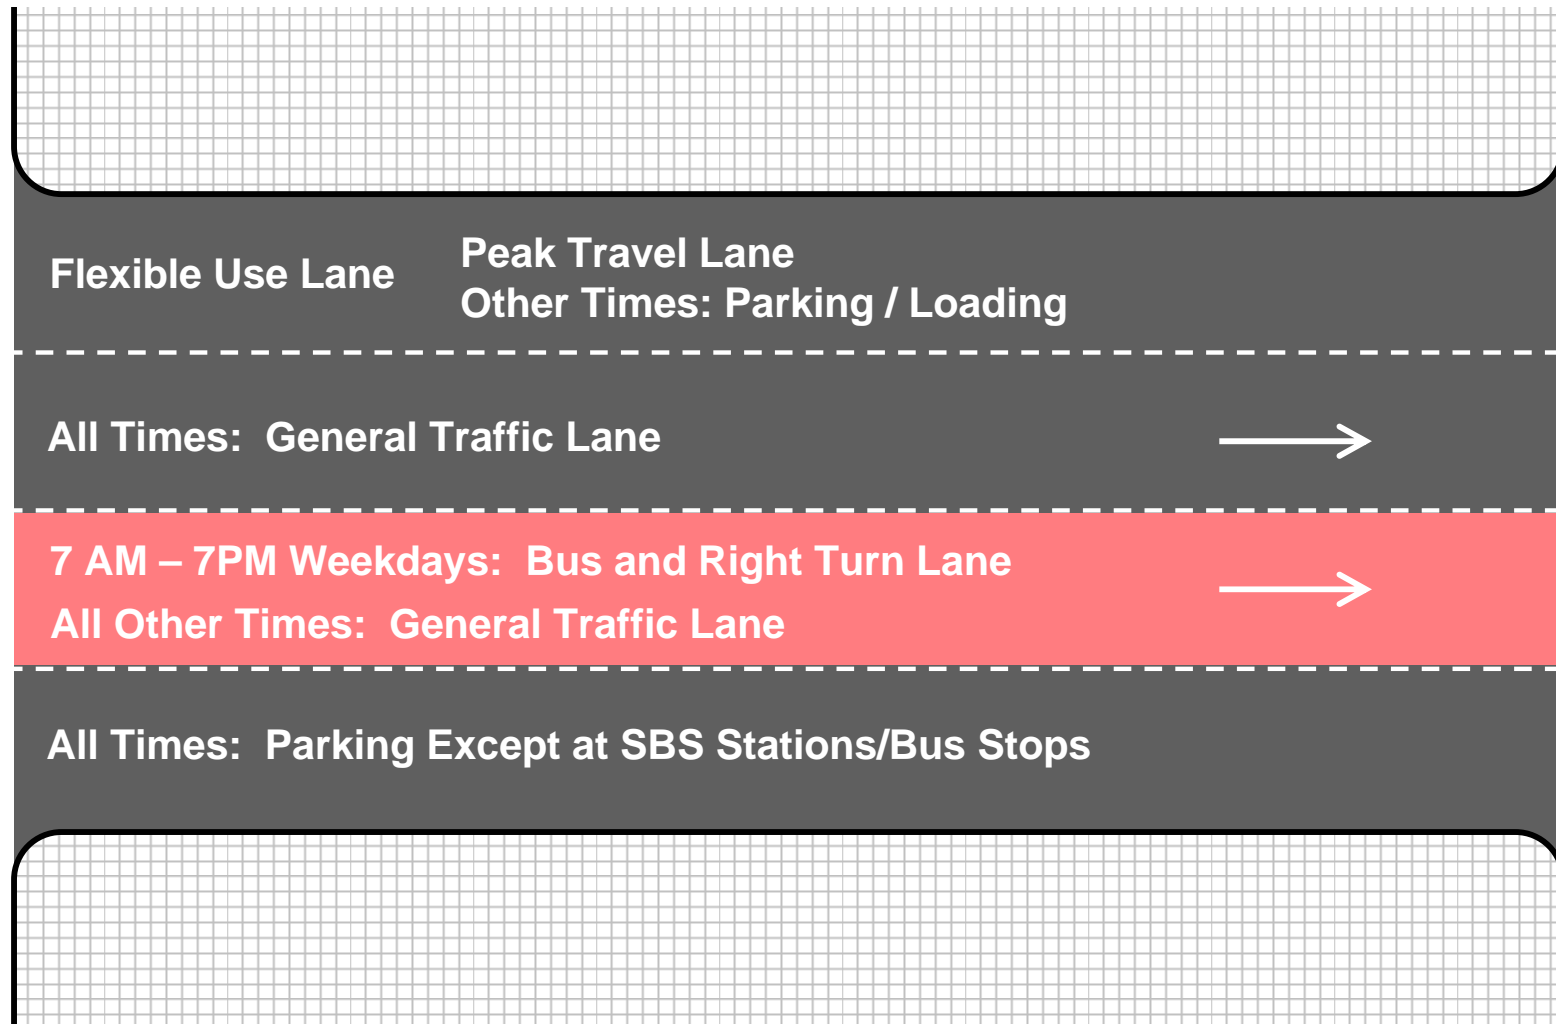 Flexible Use Lane
Peak Travel Lane
Other Times: Parking / Loading
All Times:  General Traffic Lane
7 AM – 7PM Weekdays:  Bus and Right Turn Lane
All Other Times:  General Traffic Lane
All Times:  Parking Except at SBS Stations/Bus Stops